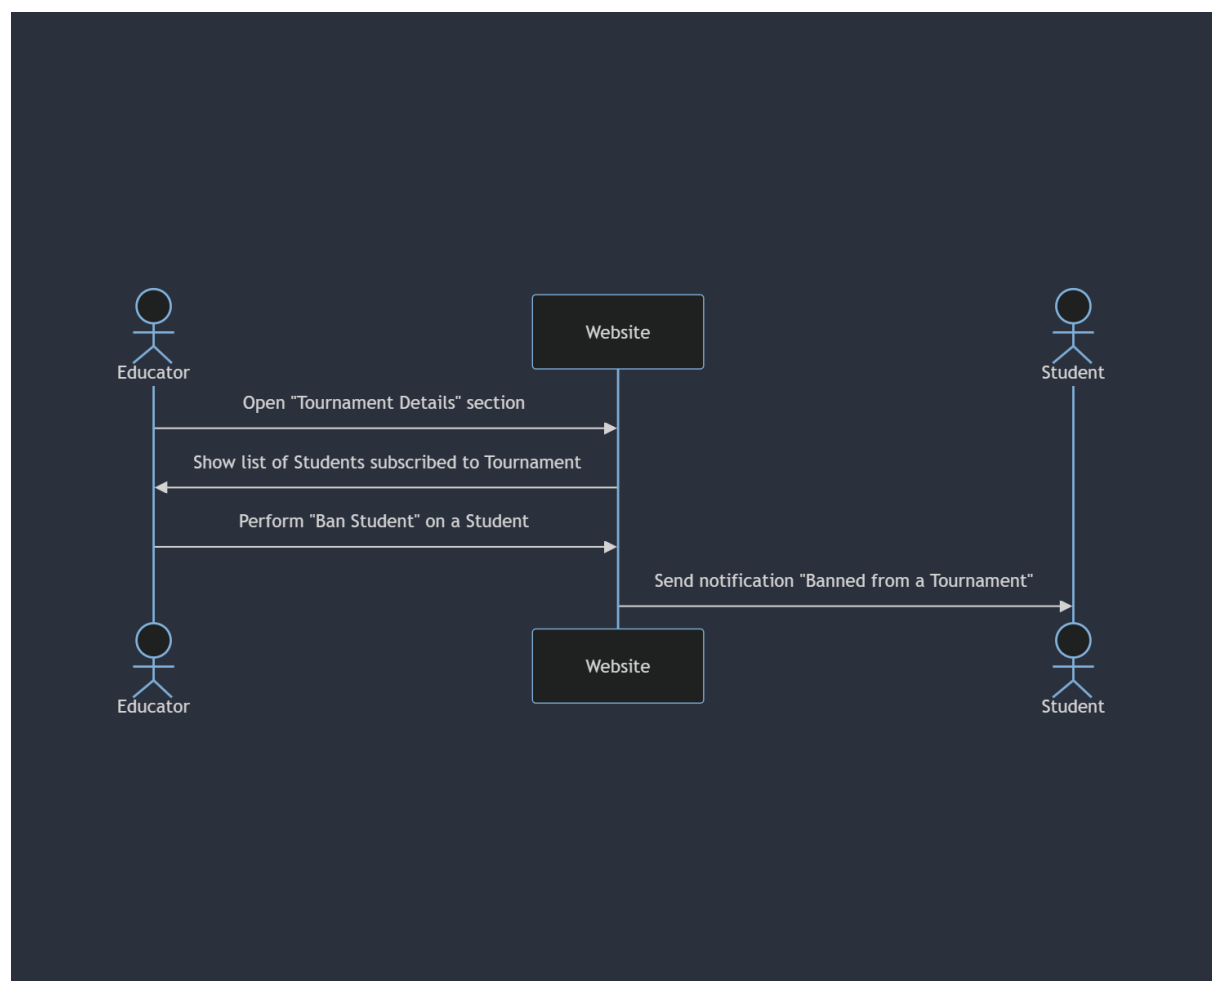 Educator
Website
Student
Open "Tournament Details" section
Show list of Students subscribed to Tournament
Perform "Ban Student" on a Student
Send notification "Banned from a Tournament"
Educator
Website
Student